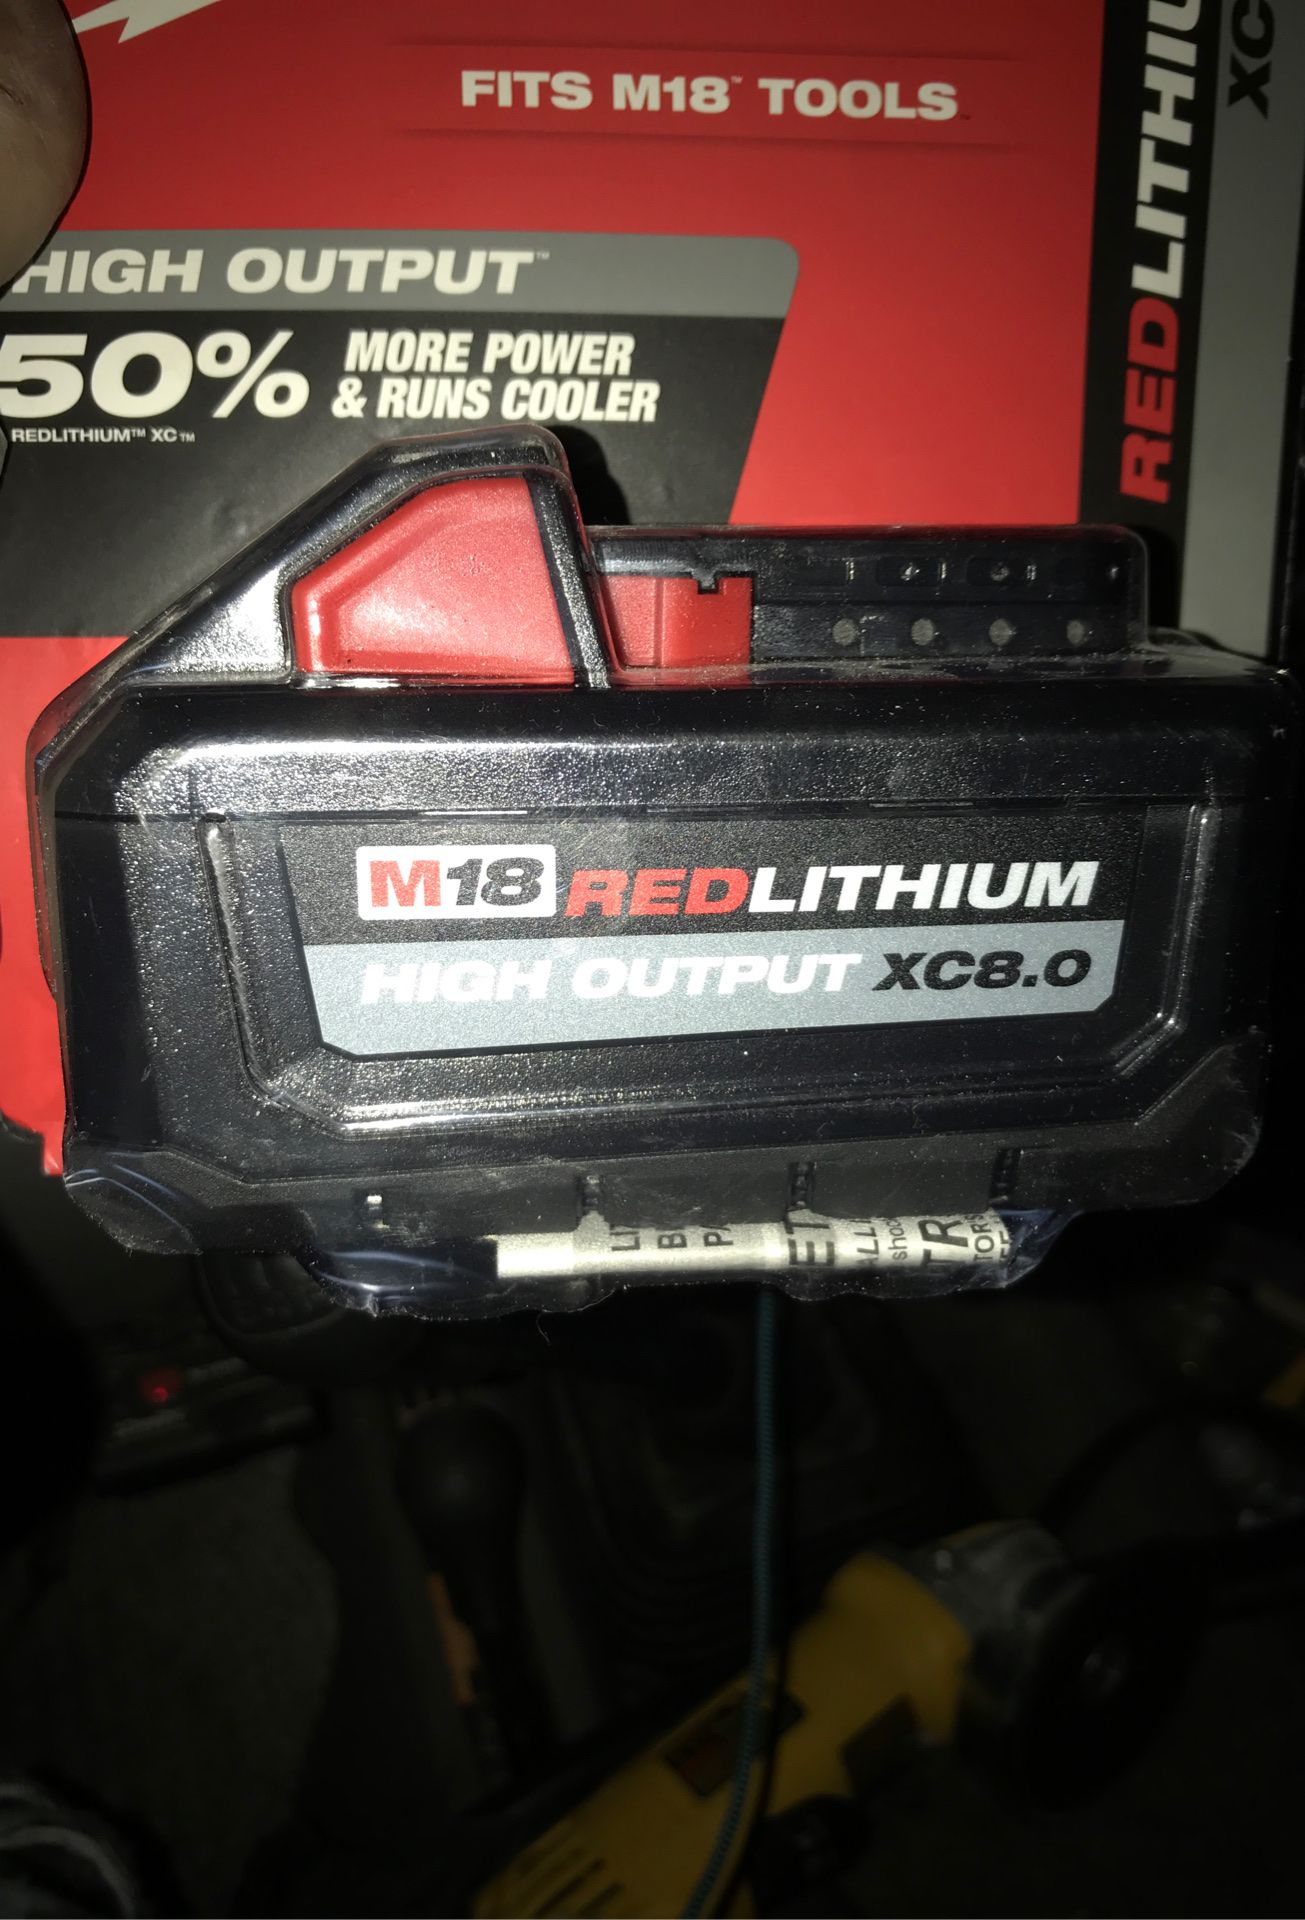 FITS M18™ TOOLS™
HIGH OUTPUT™
50% MORE POWER
& RUNS COOLER
REDLITHIUM™ XC™
REDLITHIU
XC
M18 REDLITHIUM
HIGH OUTPUT XC8.0